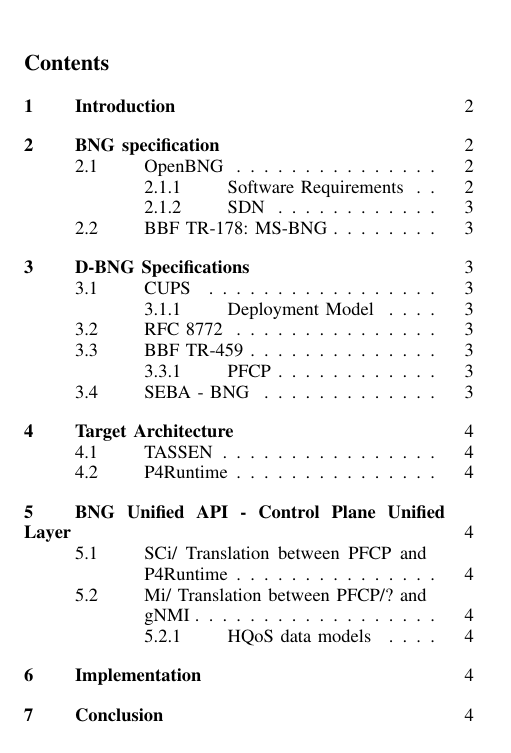 Contents
1 Introduction 2
2 BNG specification 2
2.1 OpenBNG . . . . . . . . . . . . . . . 2
2.1.1 Software Requirements . . 2
2.1.2 SDN . . . . . . . . . . . . 3
2.2 BBF TR-178: MS-BNG . . . . . . . . 3
3 D-BNG Specifications 3
3.1 CUPS . . . . . . . . . . . . . . . . . 3
3.1.1 Deployment Model . . . . 3
3.2 RFC 8772 . . . . . . . . . . . . . . . 3
3.3 BBF TR-459 . . . . . . . . . . . . . . 3
3.3.1 PFCP . . . . . . . . . . . . 3
3.4 SEBA - BNG . . . . . . . . . . . . . 3
4 Target Architecture 4
4.1 TASSEN . . . . . . . . . . . . . . . . 4
4.2 P4Runtime . . . . . . . . . . . . . . . 4
5 BNG Unified API - Control Plane Unified
Layer 4
5.1 SCi/ Translation between PFCP and
P4Runtime . . . . . . . . . . . . . . . 4
5.2 Mi/ Translation between PFCP/? and
gNMI . . . . . . . . . . . . . . . . . . 4
5.2.1 HQoS data models . . . . 4
6 Implementation 4
7 Conclusion 4